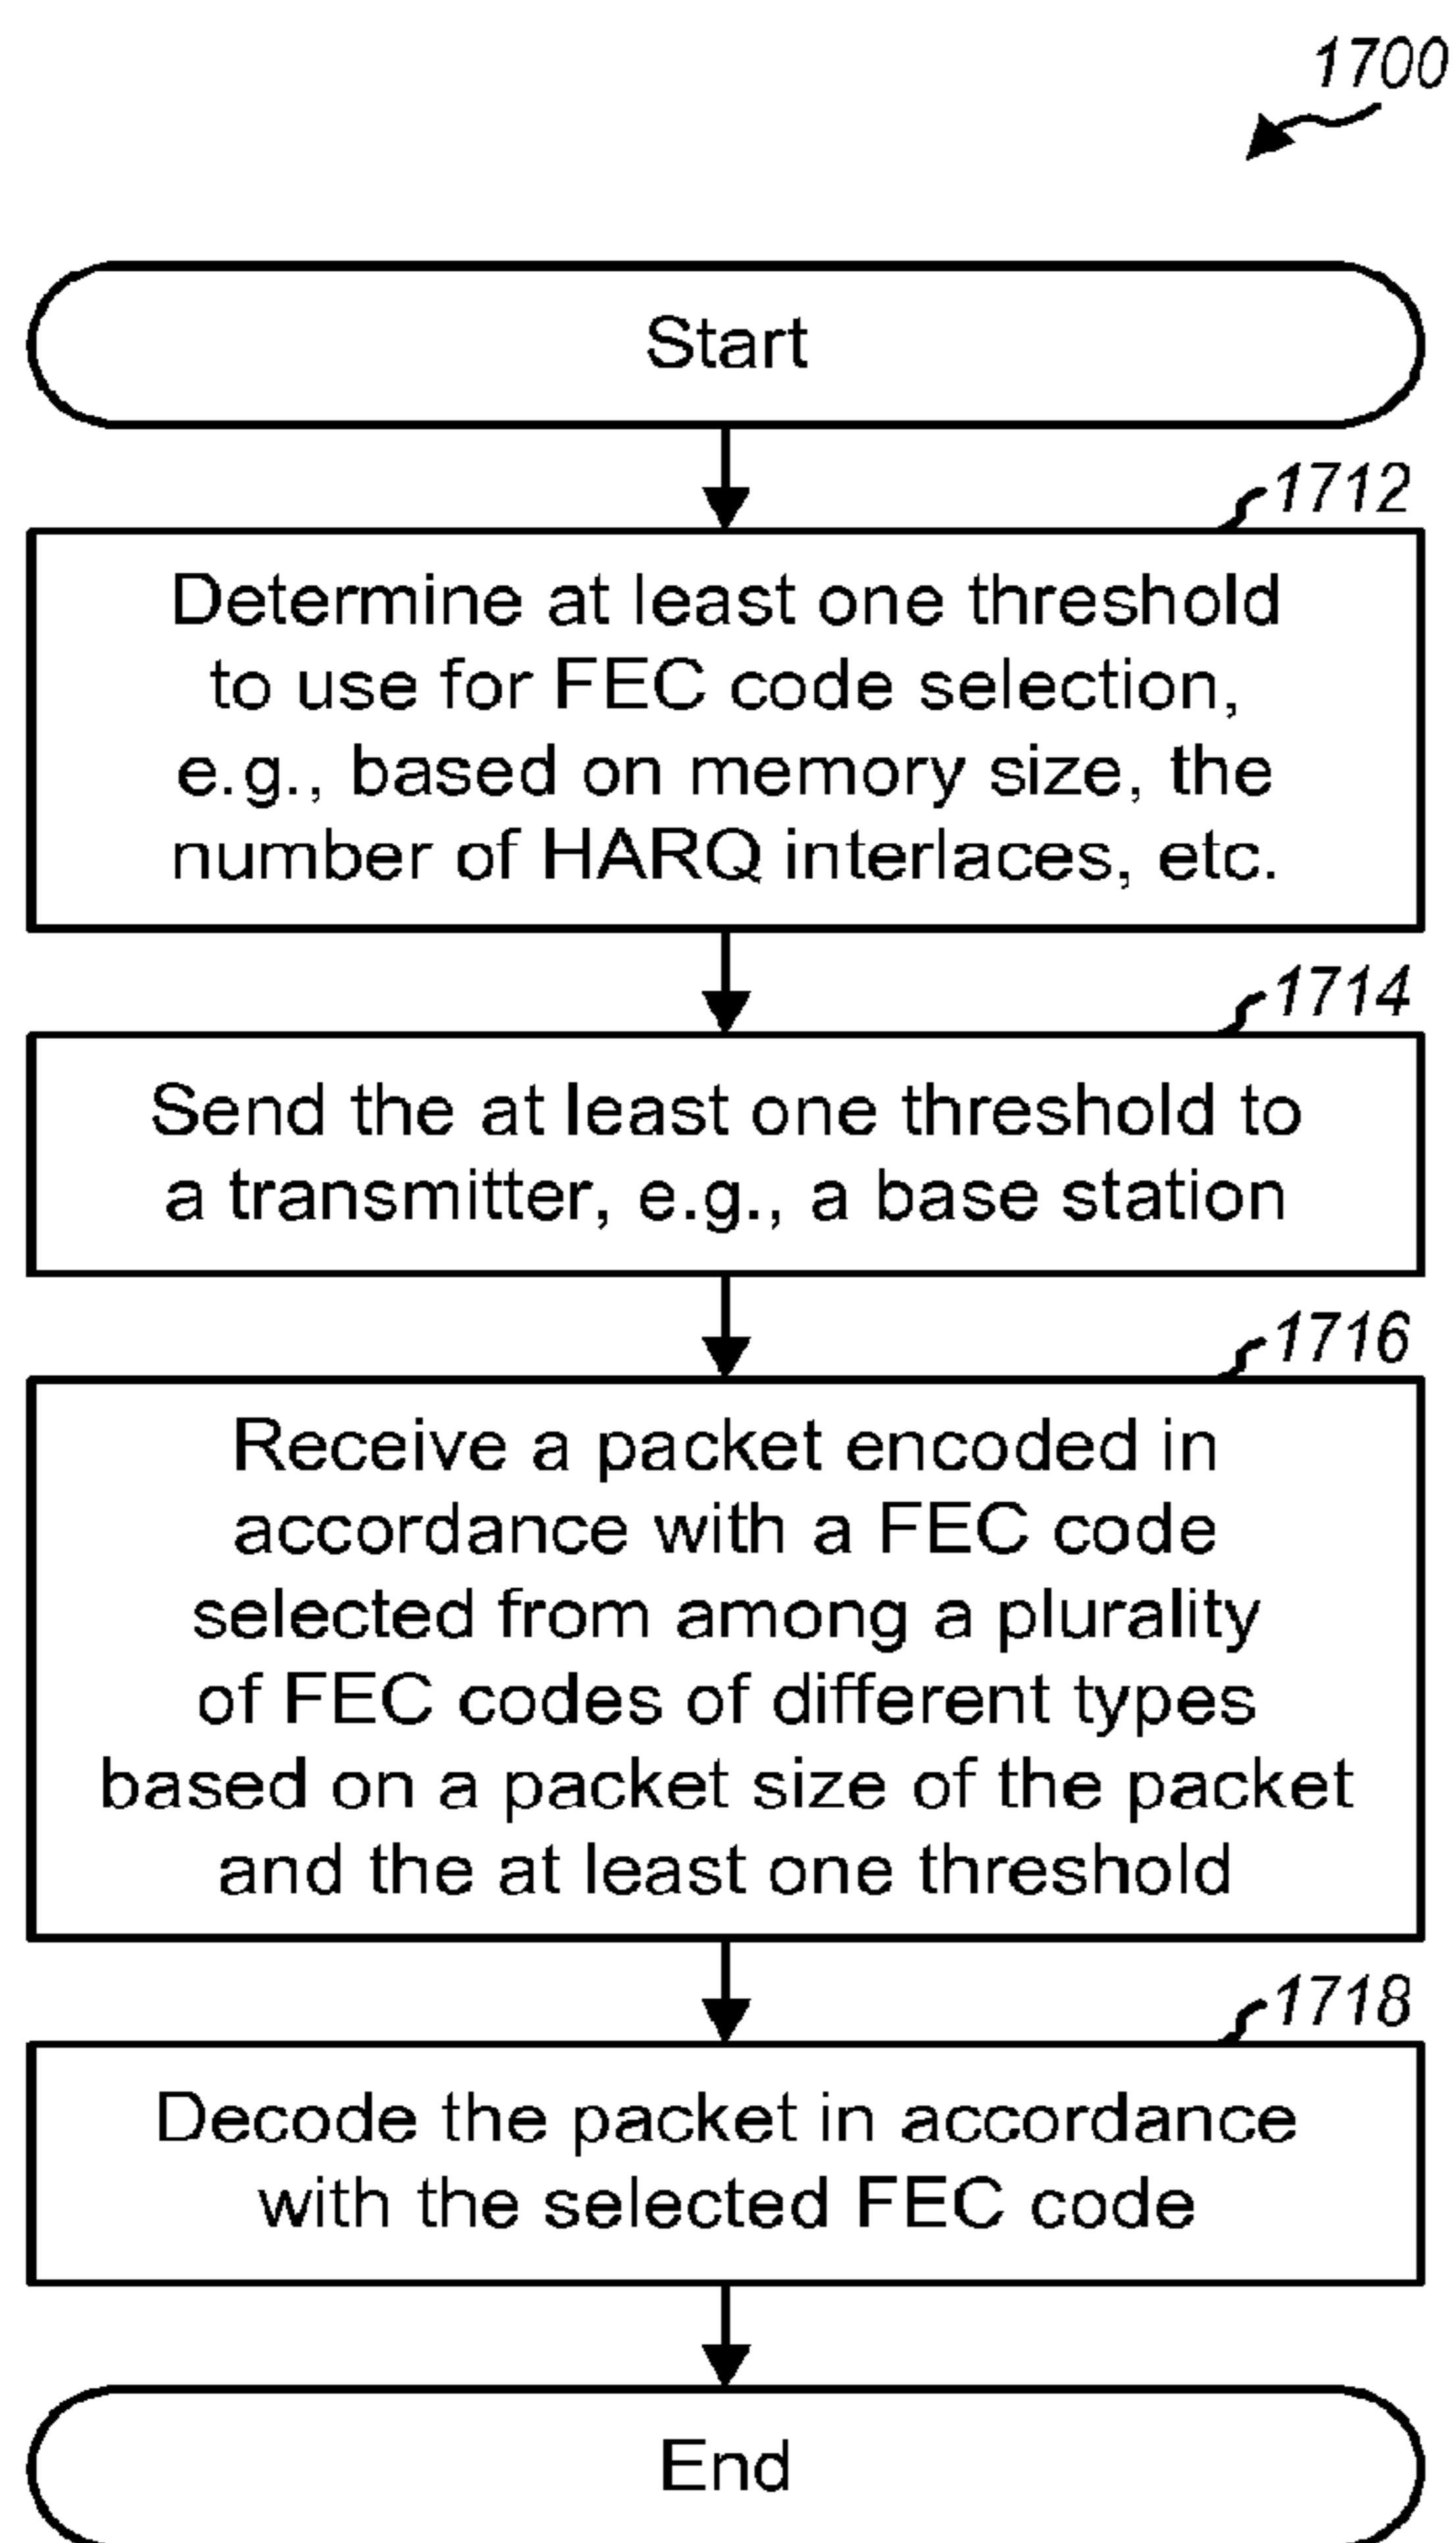 1700
Start
1712
Determine at least one threshold
to use for FEC code selection,
e.g., based on memory size, the
number of HARQ interlaces, etc.
1714
Send the at least one threshold to
a transmitter, e.g., a base station
1716
Receive a packet encoded in
accordance with a FEC code
selected from among a plurality
of FEC codes of different types
based on a packet size of the packet
and the at least one threshold
1718
Decode the packet in accordance
with the selected FEC code
End